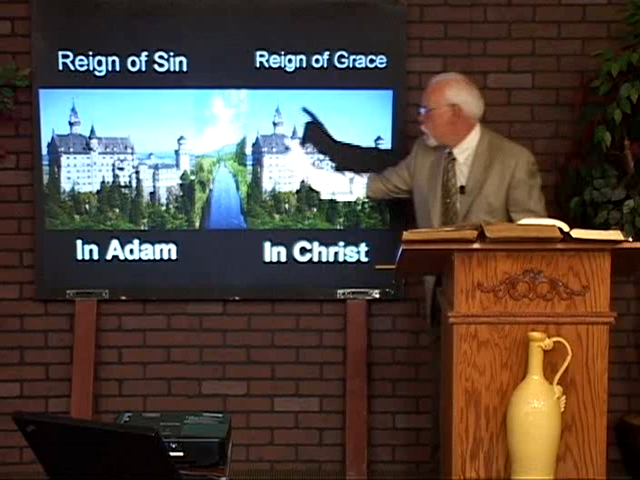 Reign of Sin
Reign of Grace
In Adam
In Christ